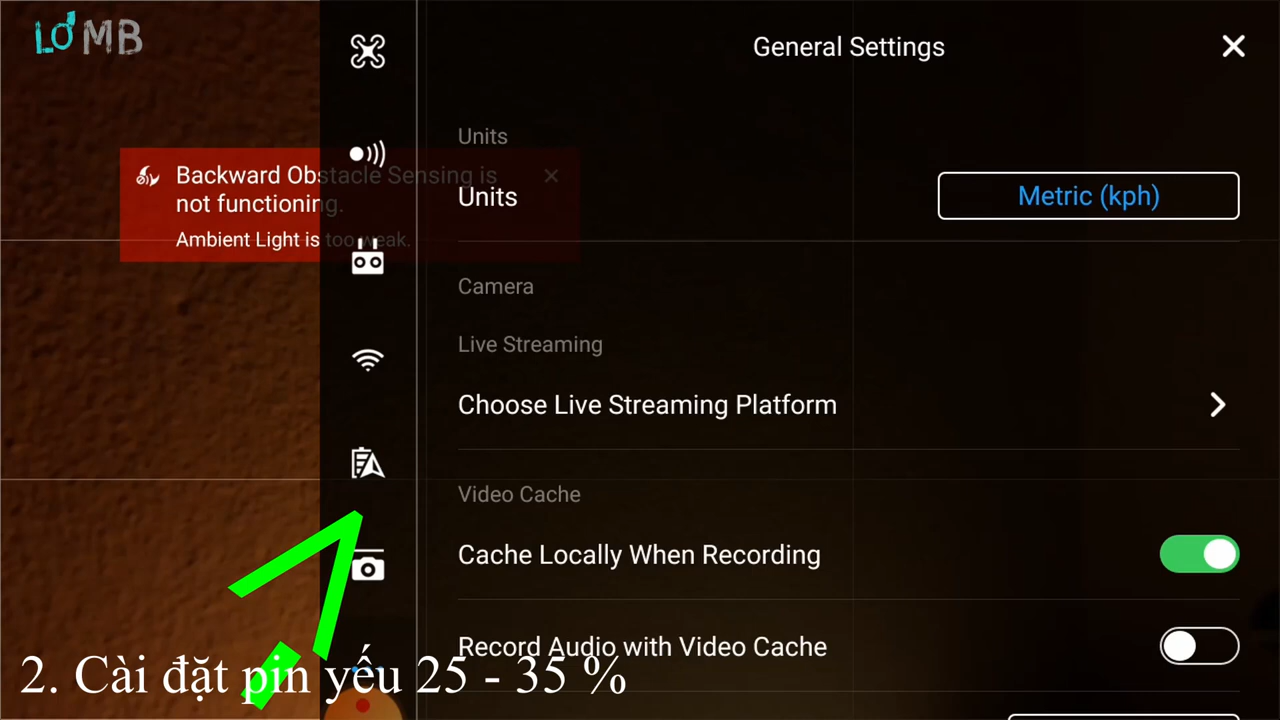 LOMB
General Settings
Units
Backward Obstacle Sensing is
not functioning.
Ambient Light is too weak.
Units
Metric (kph)
Camera
Live Streaming
Choose Live Streaming Platform
Video Cache
Cache Locally When Recording
Record Audio with Video Cache
2. Cài đặt pin yếu 25 - 35 %